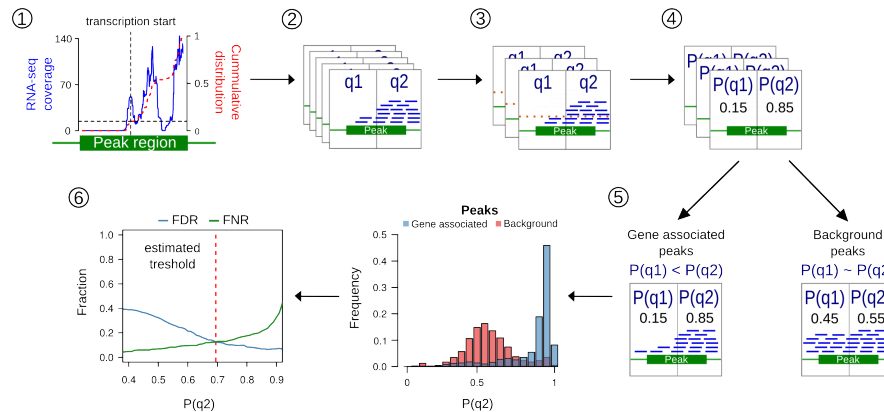 1
transcription start
140
70
0
RNA-seq
coverage
1
0.5
0
Cummulative
distribution
Peak region
2
q1 q2
Peak
3
q1 q2
Peak
4
P(q1) P(q2)
P(q1) P(q2)
P(q1) P(q2)
0.15 0.85
Peak
5
Gene associated
peaks
P(q1) < P(q2)
P(q1) P(q2)
0.15 0.85
Peak
Background
peaks
P(q1) ~ P(q2)
P(q1) P(q2)
0.45 0.55
Peak
Peaks
Gene associated Background
Frequency
0.5
0.4
0.3
0.2
0.1
0.0
0 0.5 1
P(q2)
6
FDR FNR
estimated
treshold
Fraction
1.0
0.8
0.6
0.4
0.2
0.0
0.4 0.5 0.6 0.7 0.8 0.9
P(q2)